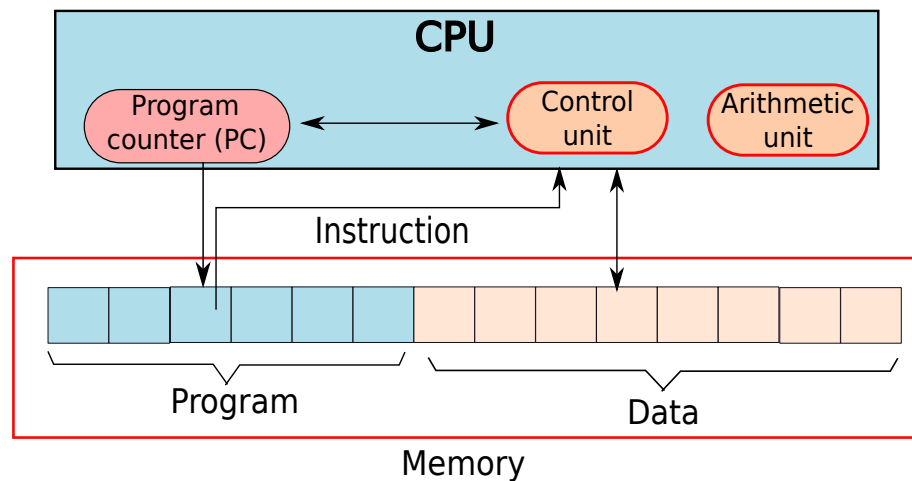 CPU
Program
counter (PC)
Control
unit
Arithmetic
unit
Instruction
Program
Data
Memory